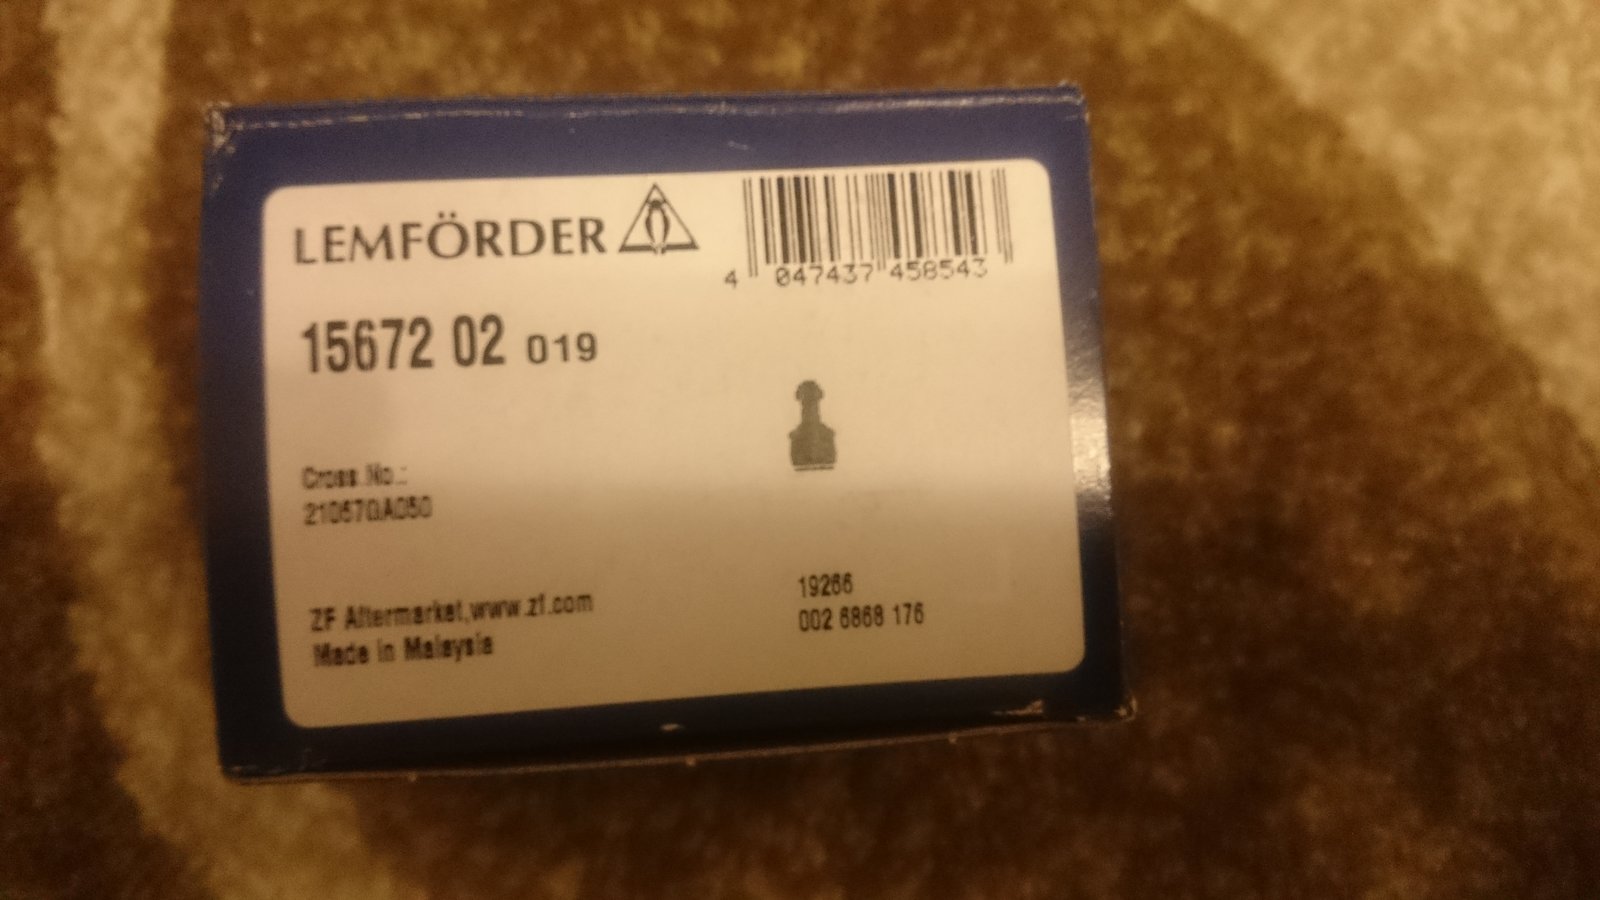 LEMFÖRDER
4 047437 458543
15672 02 019
Cross No.:
ZF Aftermarket,www.zf.com
Made in Malaysia
19266
002 6868 176